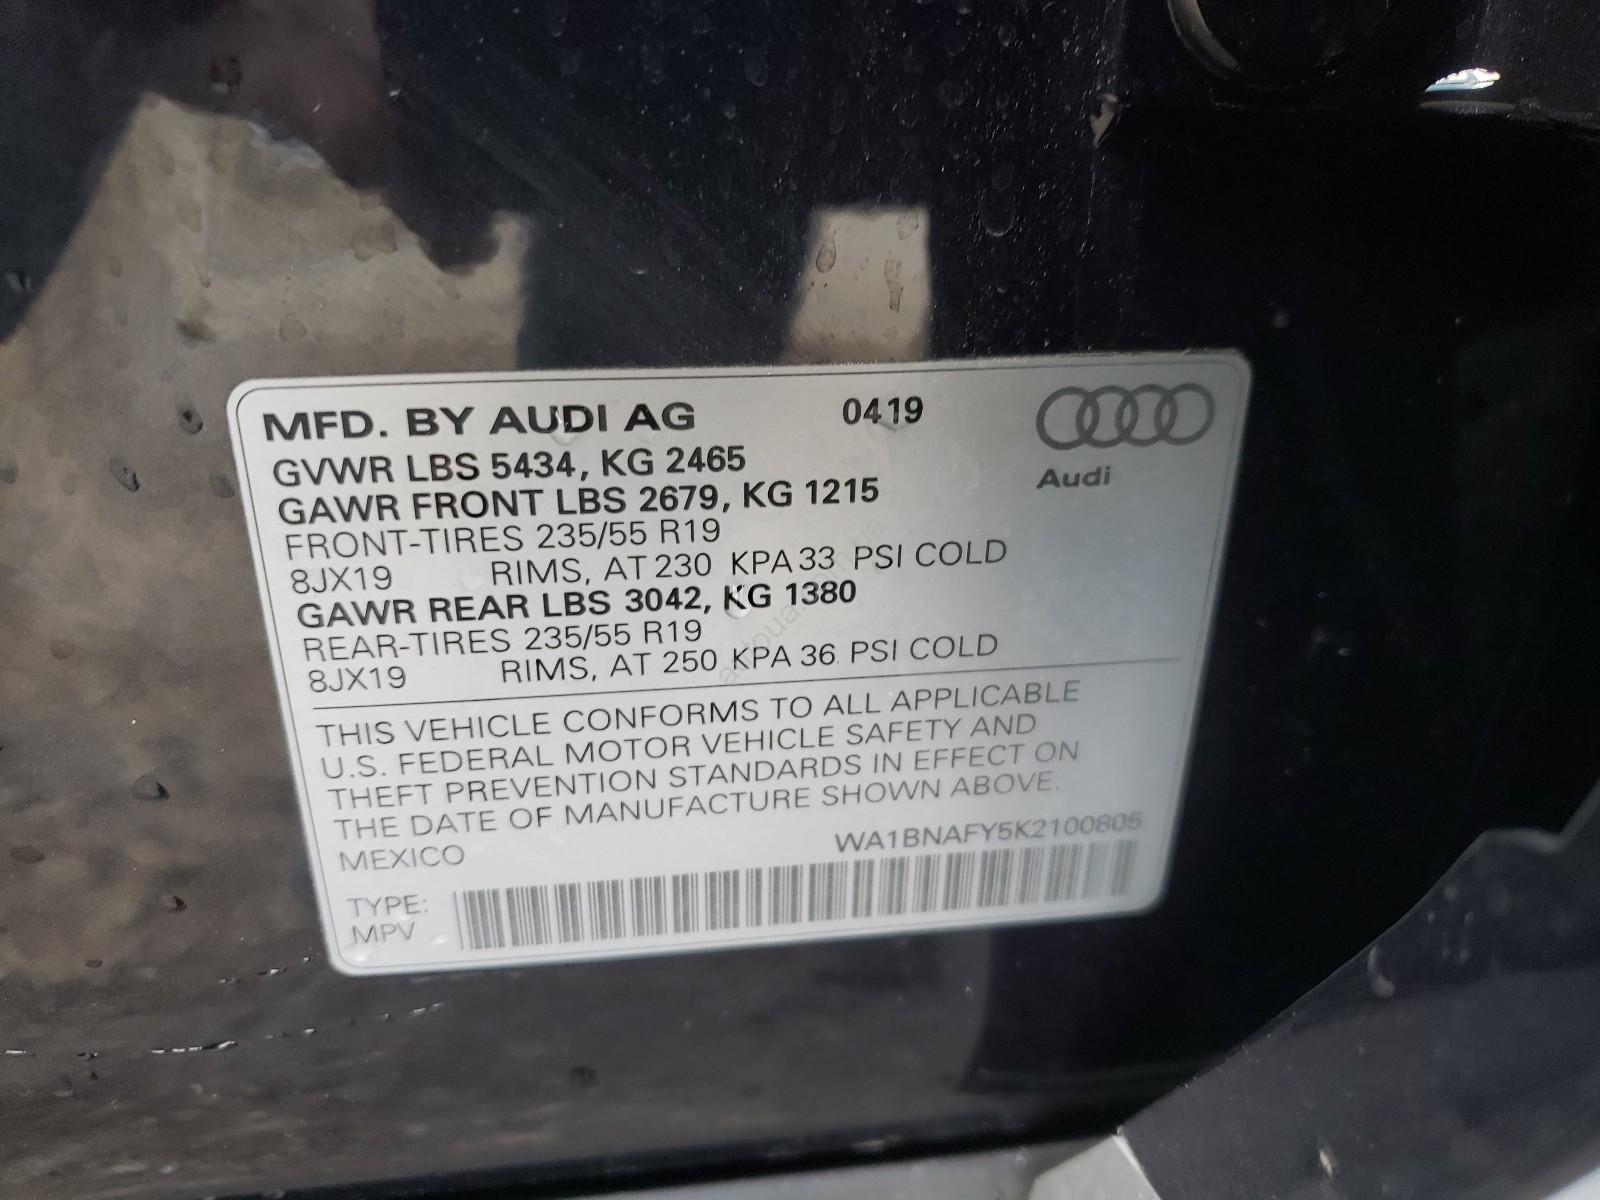 MFD. BY AUDI AG 0419
Audi
GVWR LBS 5434, KG 2465
GAWR FRONT LBS 2679, KG 1215
FRONT-TIRES 235/55 R19
8JX19 RIMS, AT 230 KPA 33 PSI COLD
GAWR REAR LBS 3042, KG 1380
REAR-TIRES 235/55 R19
8JX19 RIMS, AT 250 KPA 36 PSI COLD
THIS VEHICLE CONFORMS TO ALL APPLICABLE
U.S. FEDERAL MOTOR VEHICLE SAFETY AND
THEFT PREVENTION STANDARDS IN EFFECT ON
THE DATE OF MANUFACTURE SHOWN ABOVE.
MEXICO WA1BNAFY5K2100805
TYPE:
MPV